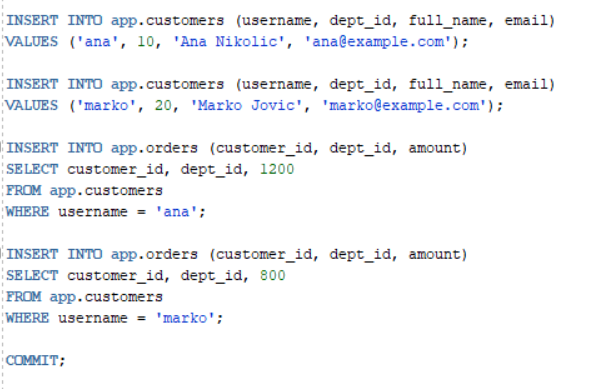 INSERT INTO app.customers (username, dept_id, full_name, email)
VALUES ('ana', 10, 'Ana Nikolic', 'ana@example.com');
INSERT INTO app.customers (username, dept_id, full_name, email)
VALUES ('marko', 20, 'Marko Jovic', 'marko@example.com');
INSERT INTO app.orders (customer_id, dept_id, amount)
SELECT customer_id, dept_id, 1200
FROM app.customers
WHERE username = 'ana';
INSERT INTO app.orders (customer_id, dept_id, amount)
SELECT customer_id, dept_id, 800
FROM app.customers
WHERE username = 'marko';
COMMIT;